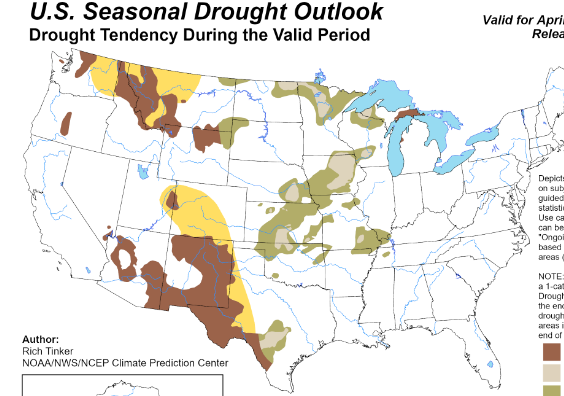 U.S. Seasonal Drought Outlook
Drought Tendency During the Valid Period
Valid for April
Relea
Depicts
on subj
guided
statistic
Use ca
can be
"Ongoi
based
areas (
NOTE:
a 1-cat
Drough
the end
drough
areas i
end of
Author:
Rich Tinker
NOAA/NWS/NCEP Climate Prediction Center